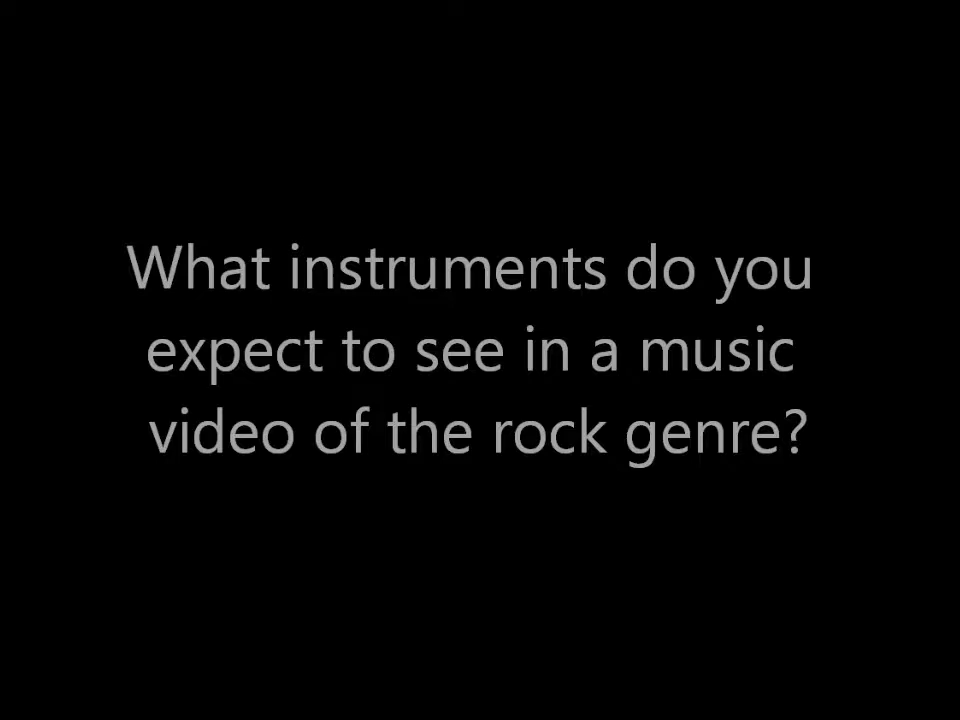 What instruments do you
expect to see in a music
video of the rock genre?